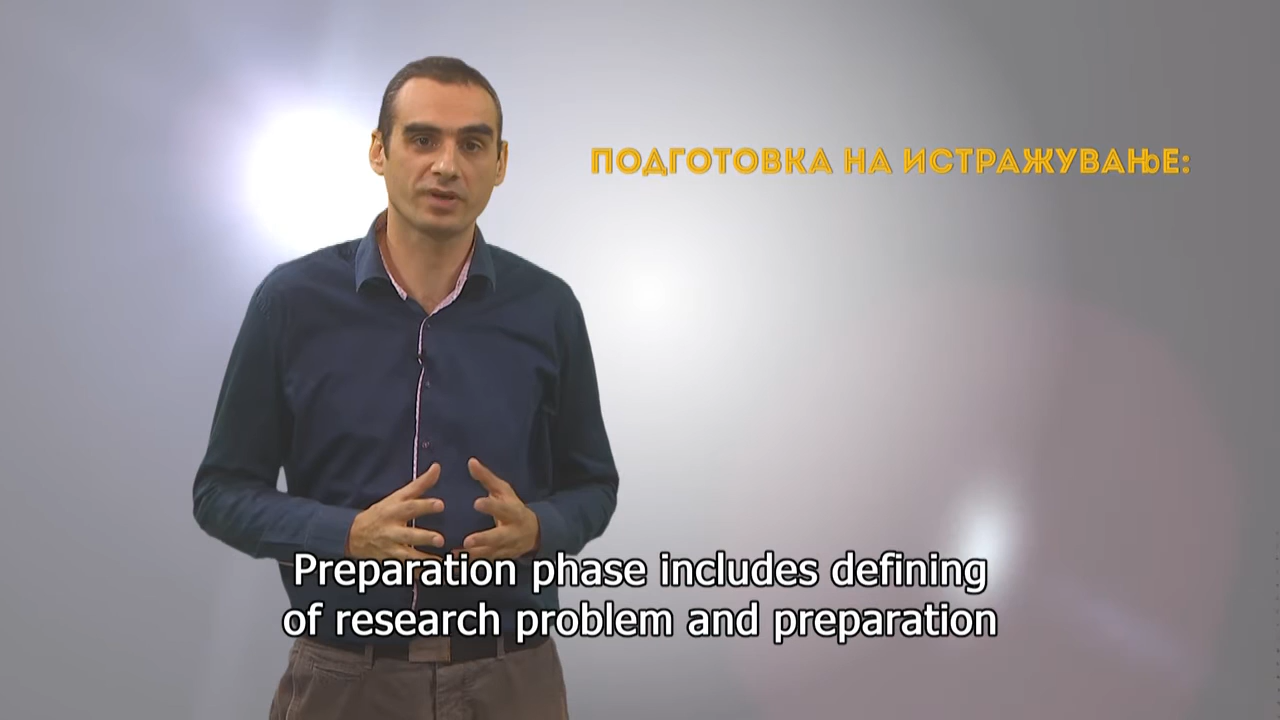 ПОДГОТОВКА НА ИСТРАЖУВАЊЕ:
Preparation phase includes defining
of research problem and preparation